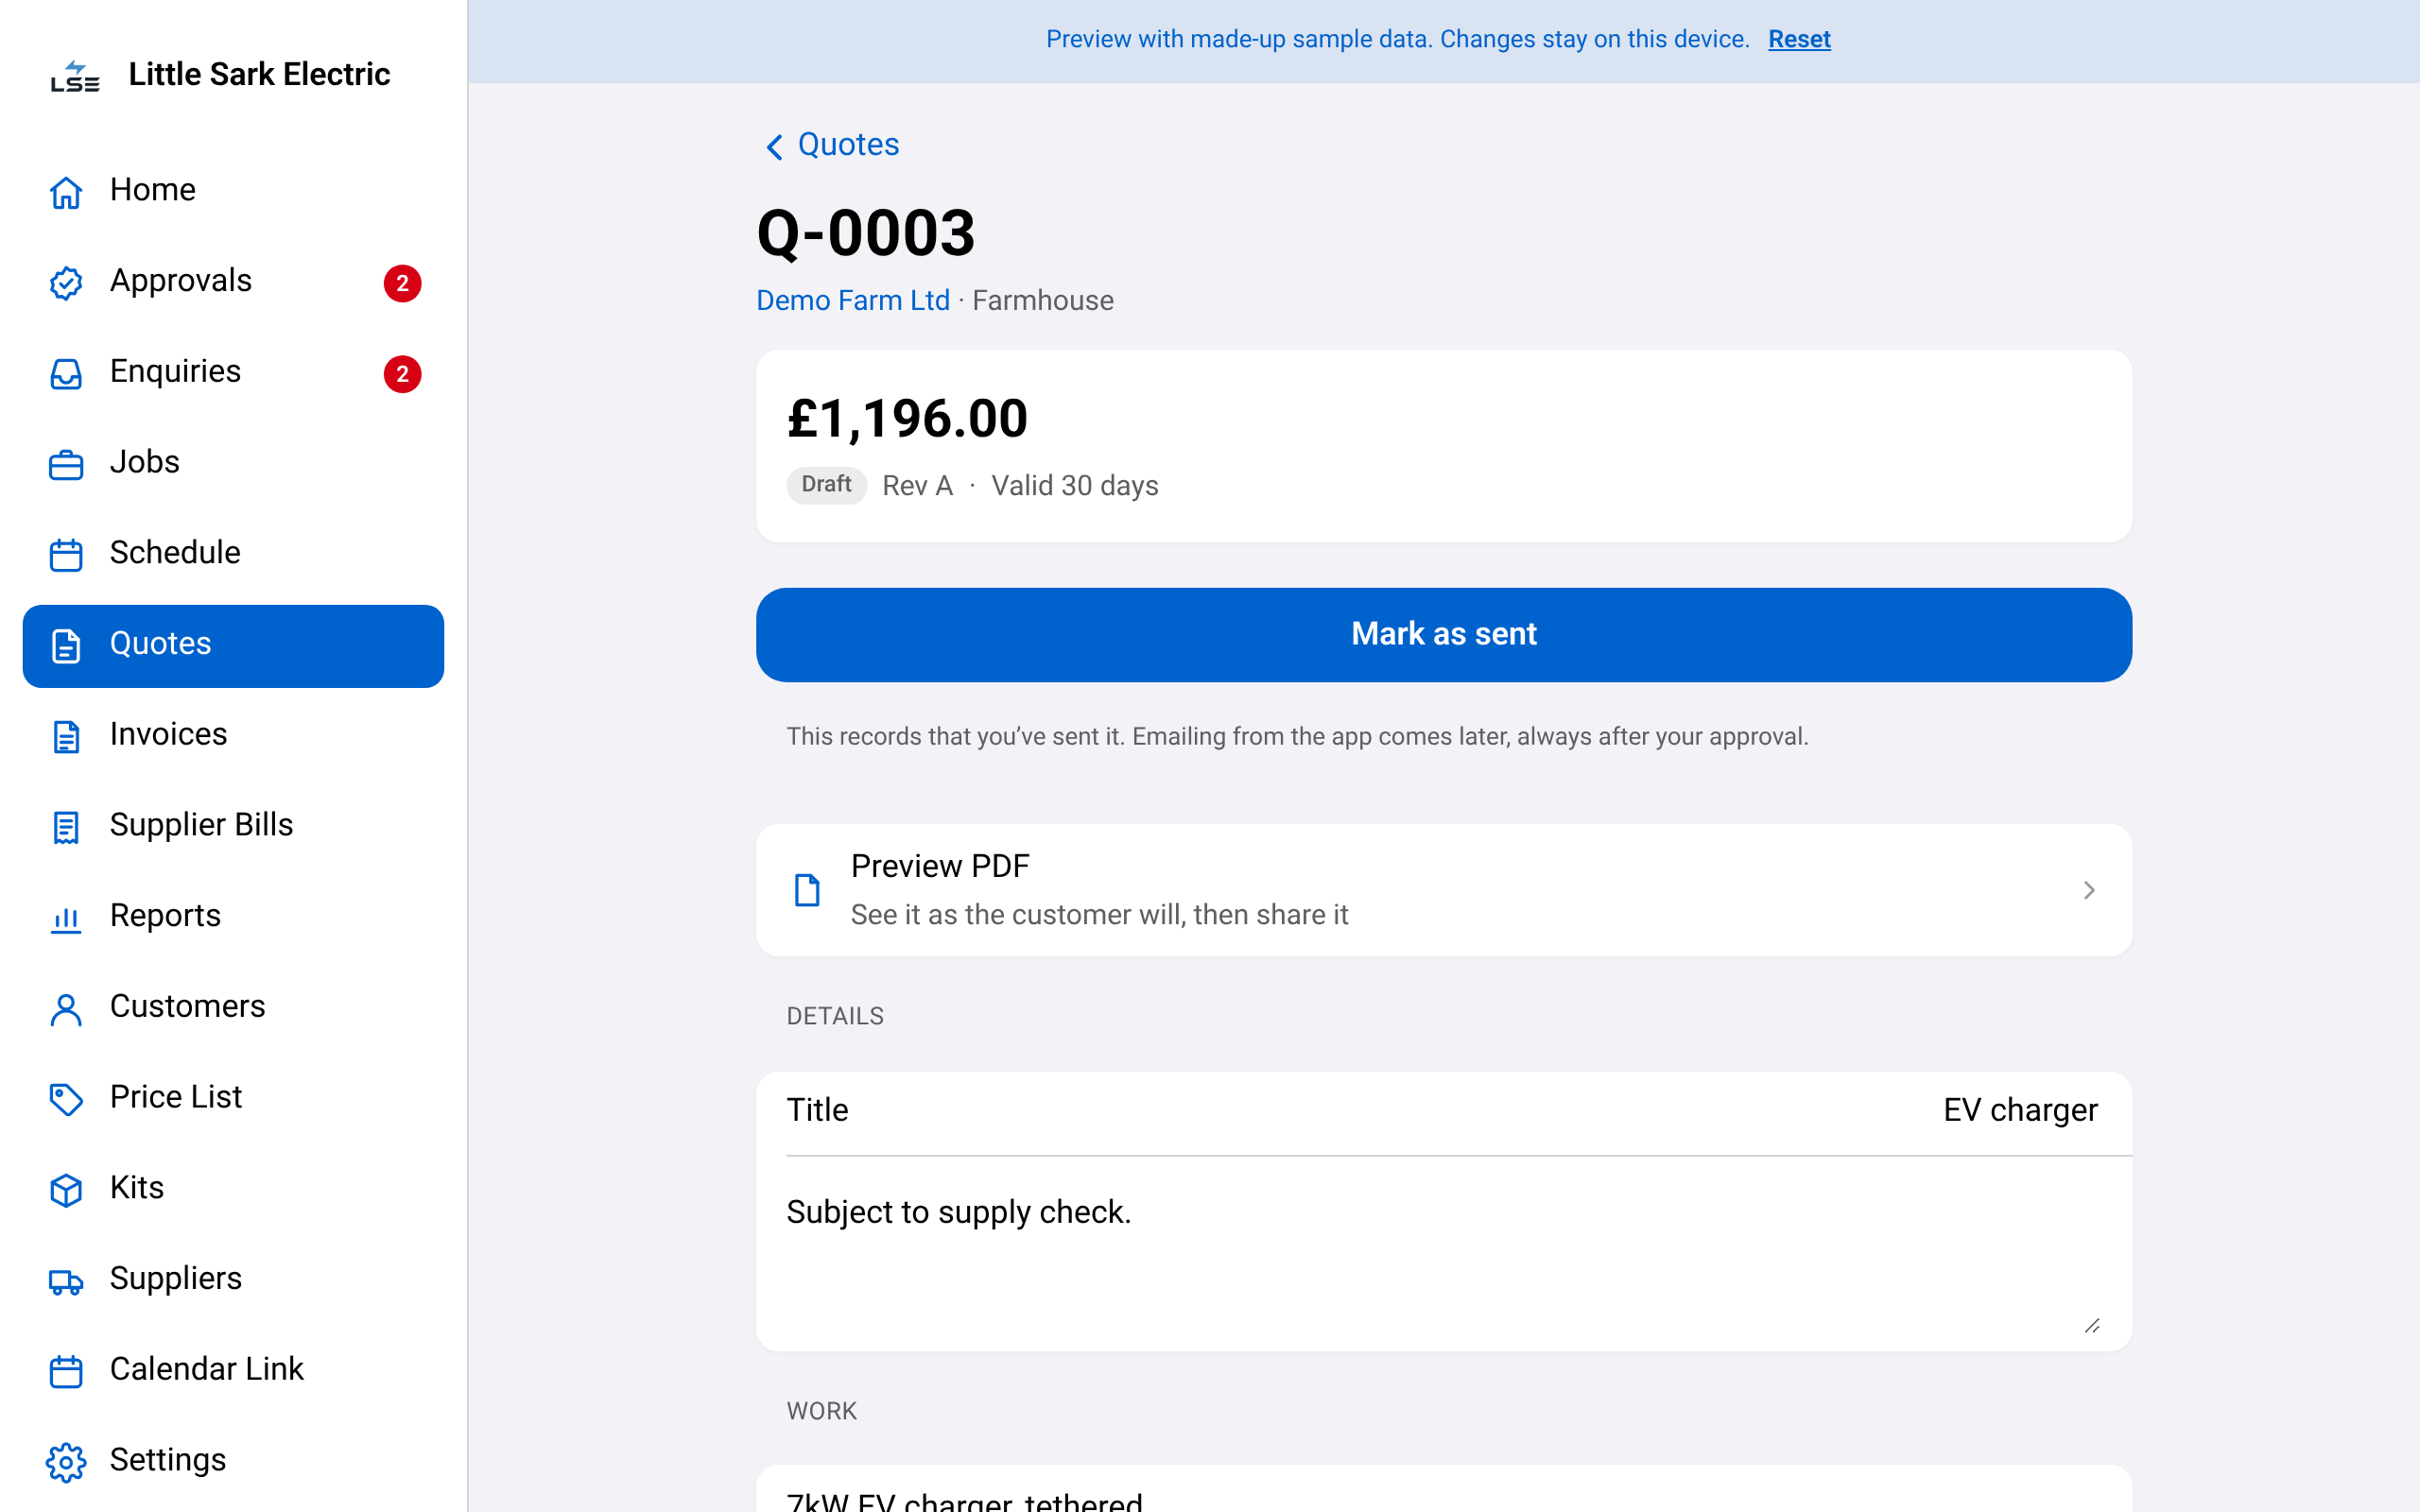 LSE
Little Sark Electric
Home
Approvals 2
Enquiries 2
Jobs
Schedule
Quotes
Invoices
Supplier Bills
Reports
Customers
Price List
Kits
Suppliers
Calendar Link
Settings
Preview with made-up sample data. Changes stay on this device. Reset
Quotes
Q-0003
Demo Farm Ltd · Farmhouse
£1,196.00
Draft Rev A · Valid 30 days
Mark as sent
This records that you’ve sent it. Emailing from the app comes later, always after your approval.
Preview PDF
See it as the customer will, then share it
DETAILS
Title EV charger
Subject to supply check.
WORK
7kW EV charger, tethered